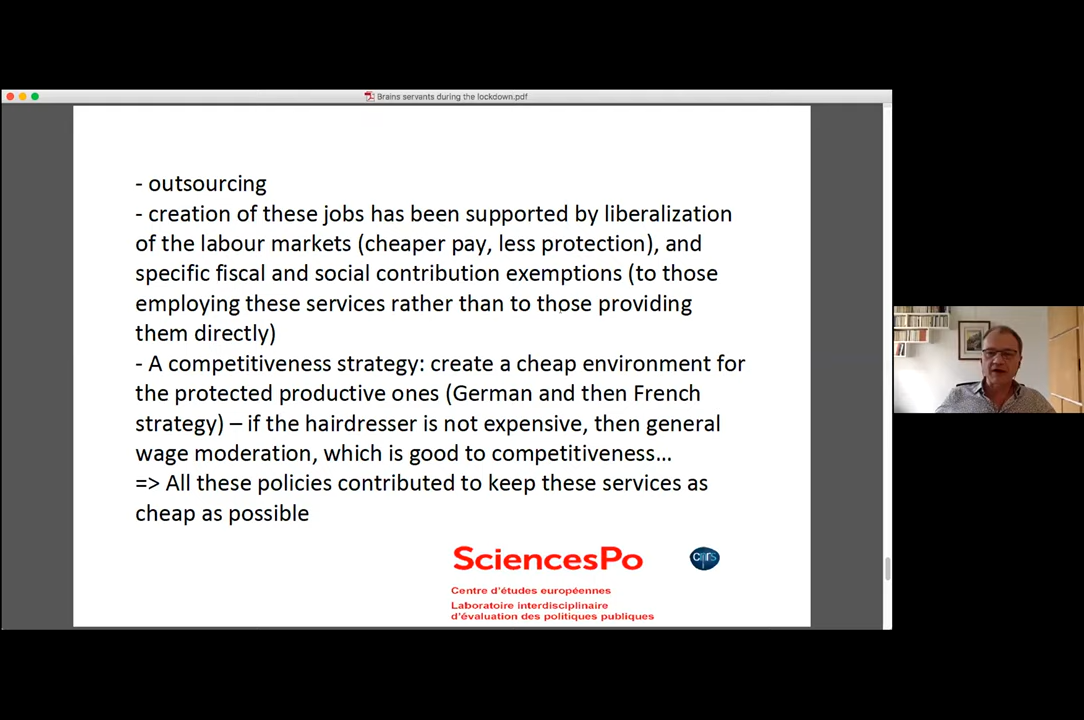 Brains servants during the lockdown.pdf
- outsourcing
- creation of these jobs has been supported by liberalization
of the labour markets (cheaper pay, less protection), and
specific fiscal and social contribution exemptions (to those
employing these services rather than to those providing
them directly)
- A competitiveness strategy: create a cheap environment for
the protected productive ones (German and then French
strategy) – if the hairdresser is not expensive, then general
wage moderation, which is good to competitiveness...
=> All these policies contributed to keep these services as
cheap as possible
SciencesPo
cnrs
Centre d'études européennes
Laboratoire interdisciplinaire
d'évaluation des politiques publiques